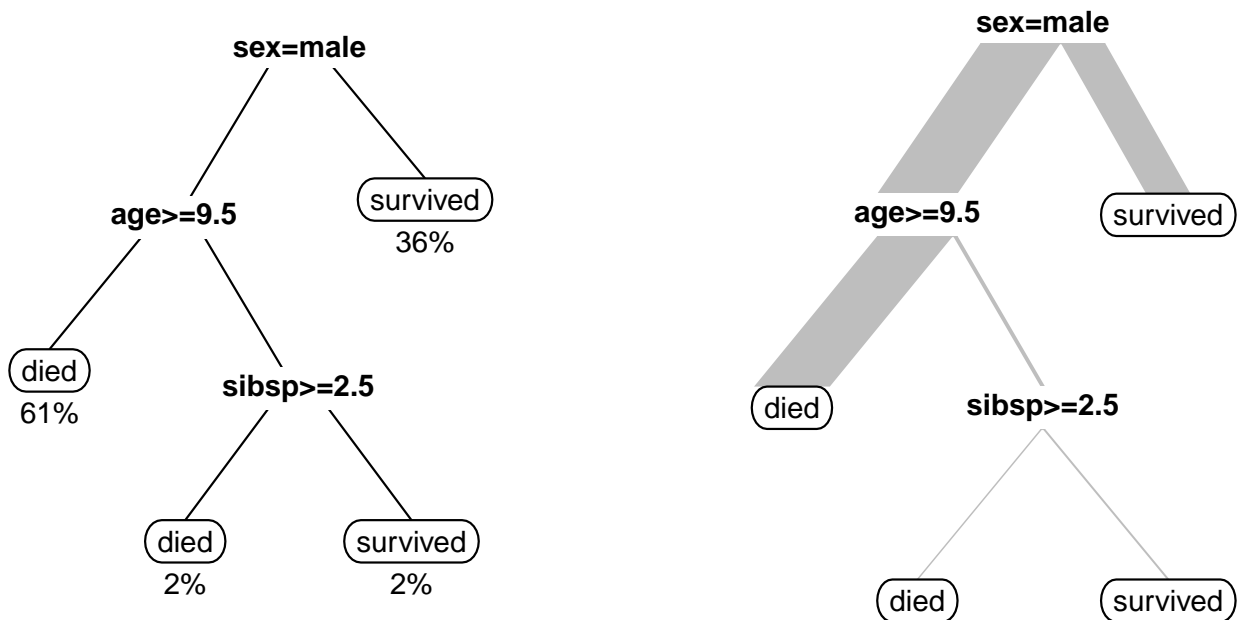 sex=male
age>=9.5
survived
36%
died
61%
sibsp>=2.5
died
2%
survived
2%
sex=male
age>=9.5
survived
died
sibsp>=2.5
died
survived